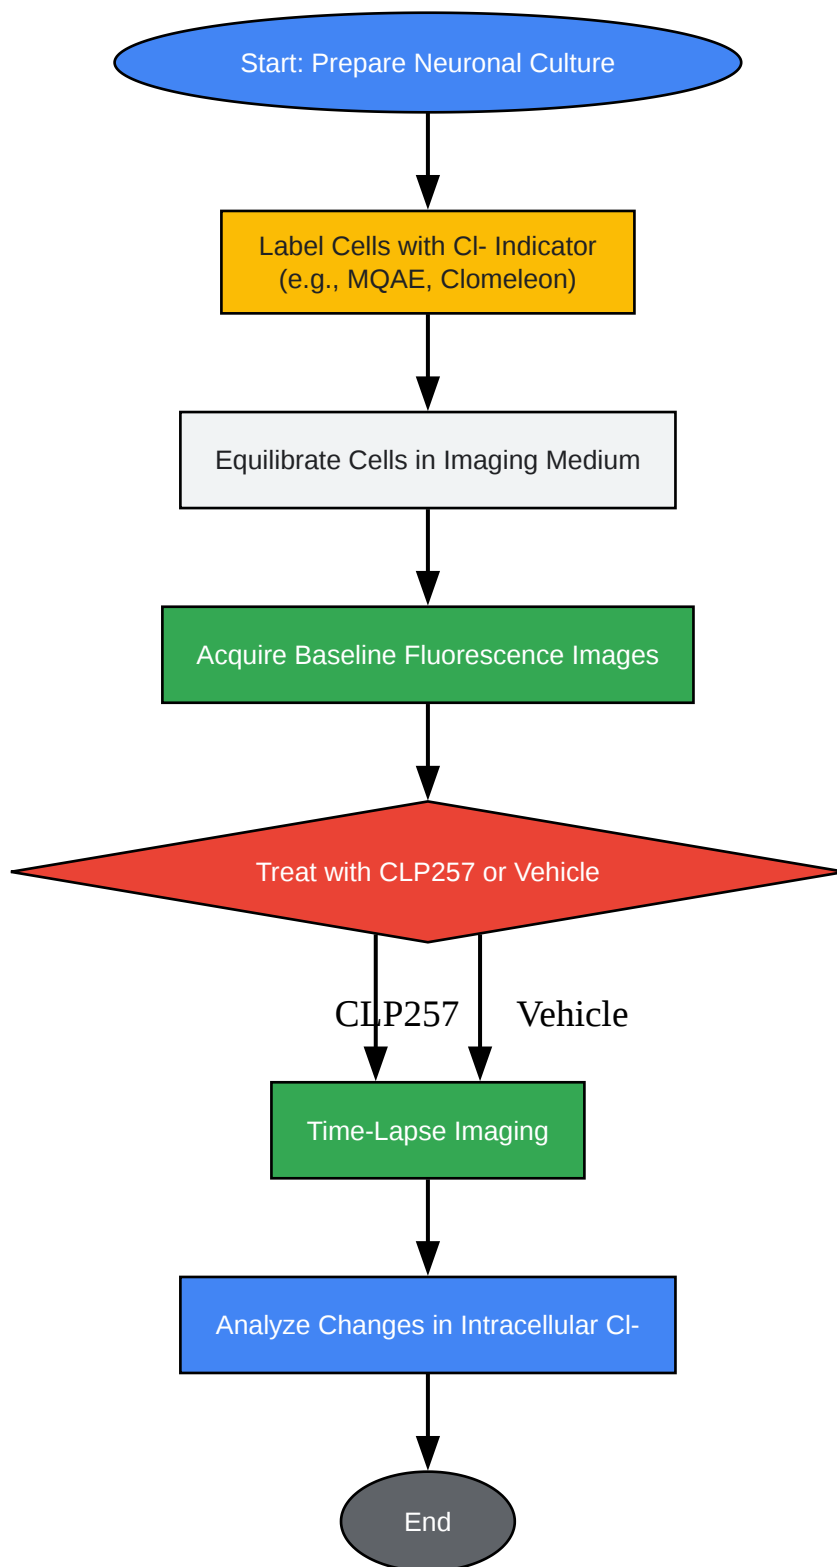 Start: Prepare Neuronal Culture
Label Cells with Cl- Indicator
(e.g., MQAE, Clomeleon)
Equilibrate Cells in Imaging Medium
Acquire Baseline Fluorescence Images
Treat with CLP257 or Vehicle
CLP257
Vehicle
Time-Lapse Imaging
Analyze Changes in Intracellular Cl-
End